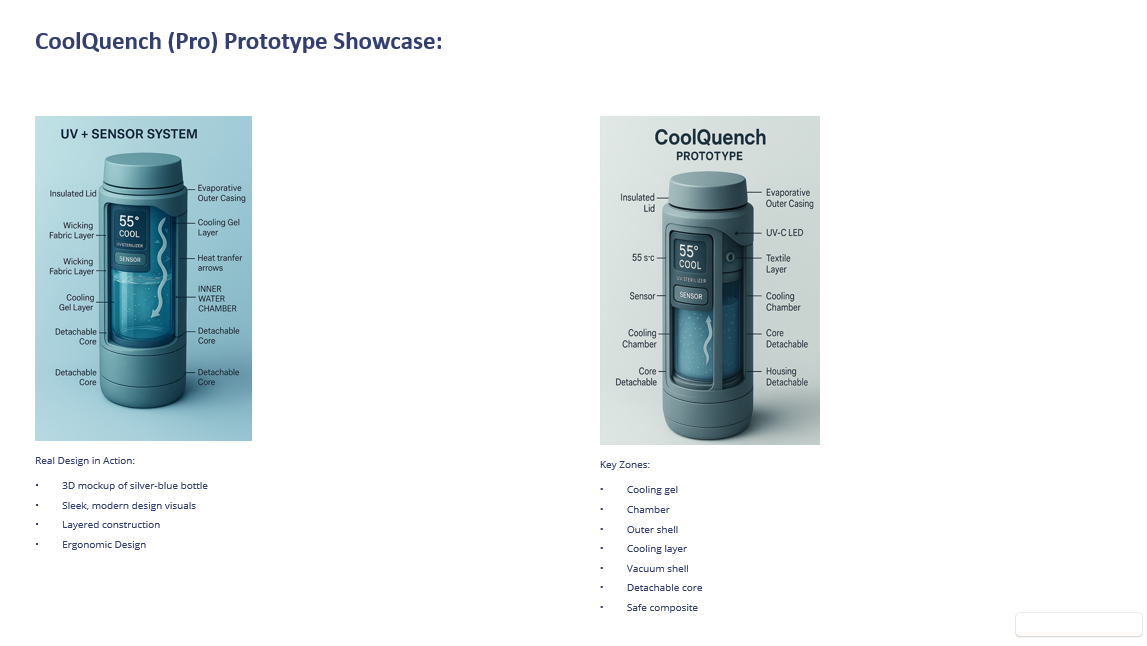 CoolQuench (Pro) Prototype Showcase:
UV + SENSOR SYSTEM
Insulated Lid
Wicking
Fabric Layer
Wicking
Fabric Layer
Cooling
Gel Layer
Detachable
Core
Detachable
Core
55°
COOL
UVSTERILIZER
SENSOR
Evaporative
Outer Casing
Cooling Gel
Layer
Heat tranfer
arrows
INNER
WATER
CHAMBER
Detachable
Core
Detachable
Core
Real Design in Action:
• 3D mockup of silver-blue bottle
• Sleek, modern design visuals
• Layered construction
• Ergonomic Design
CoolQuench
PROTOTYPE
Insulated
Lid
Sensor
Cooling
Chamber
Core
Detachable
55°
COOL
UVSTERILIZER
SENSOR
Evaporative
Outer Casing
UV-C LED
Textile
Layer
Cooling
Chamber
Core
Detachable
Housing
Detachable
Key Zones:
• Cooling gel
• Chamber
• Outer shell
• Cooling layer
• Vacuum shell
• Detachable core
• Safe composite